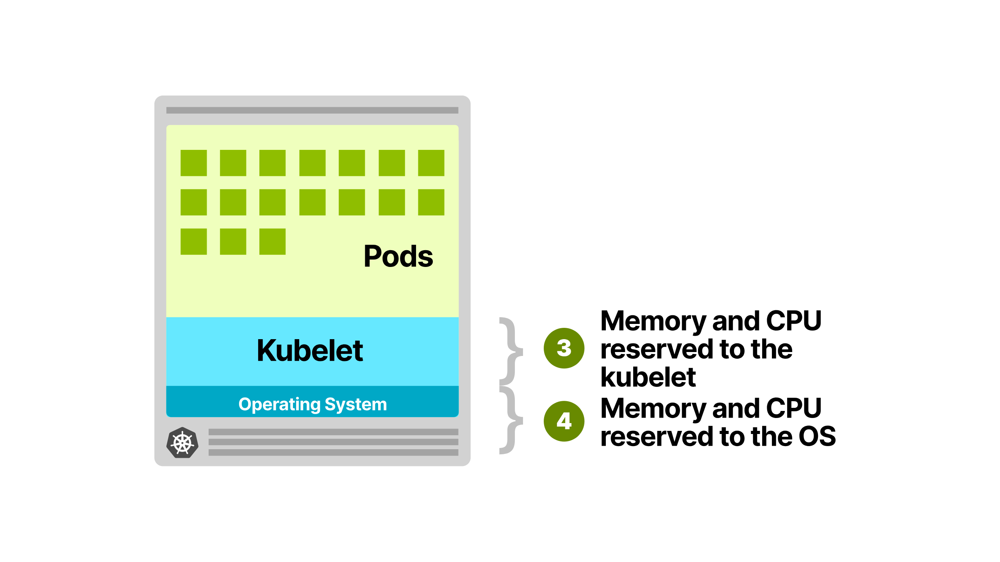 Pods
Kubelet
Operating System
3
Memory and CPU
reserved to the
kubelet
4
Memory and CPU
reserved to the OS